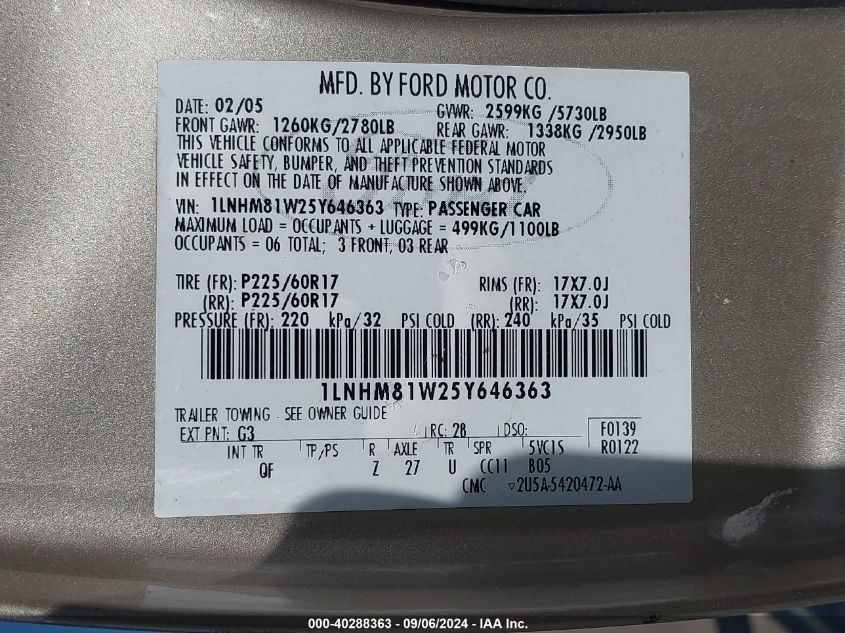 MFD. BY FORD MOTOR CO.
DATE: 02/05 GVWR: 2599KG /5730LB
FRONT GAWR: 1260KG/2780LB REAR GAWR: 1338KG /2950LB
THIS VEHICLE CONFORMS TO ALL APPLICABLE FEDERAL MOTOR
VEHICLE SAFETY, BUMPER, AND THEFT PREVENTION STANDARDS
IN EFFECT ON THE DATE OF MANUFACTURE SHOWN ABOVE.
VIN: 1LNHM81W25Y646363 TYPE: PASSENGER CAR
MAXIMUM LOAD = OCCUPANTS + LUGGAGE = 499KG/1100LB
OCCUPANTS = 06 TOTAL; 3 FRONT, 03 REAR
TIRE (FR): P225/60R17 RIMS (FR): 17X7.0J
(RR): P225/60R17 (RR): 17X7.0J
PRESSURE (FR): 220 kPa/32 PSI COLD (RR): 240 kPa/35 PSI COLD
1LNHM81W25Y646363
TRAILER TOWING - SEE OWNER GUIDE
EXT PNT: G3 RC: 28 DSO: F0139
INT TR TP/PS R AXLE TR SPR 5VC1S R0122
QF Z 27 U CC11 B05
CMC ▽2U5A-5420472-AA
000-40288363 - 09/06/2024 - IAA Inc.